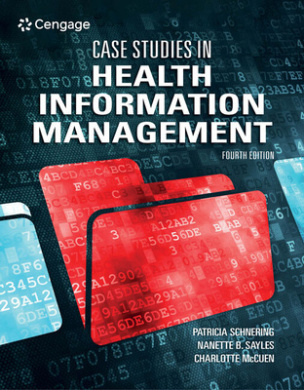 Cengage
CASE STUDIES IN
HEALTH
INFORMATION
MANAGEMENT
FOURTH EDITION
PATRICIA SCHNERING
NANETTE B. SAYLES
CHARLOTTE McCUEN